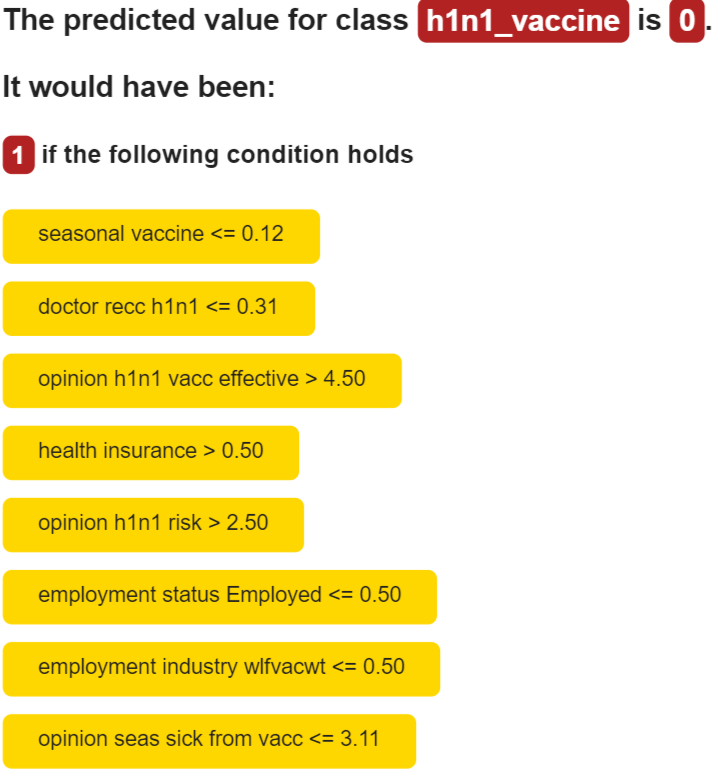 The predicted value for class h1n1_vaccine is 0.
It would have been:
1 if the following condition holds
seasonal vaccine <= 0.12
doctor recc h1n1 <= 0.31
opinion h1n1 vacc effective > 4.50
health insurance > 0.50
opinion h1n1 risk > 2.50
employment status Employed <= 0.50
employment industry wlfvacwt <= 0.50
opinion seas sick from vacc <= 3.11